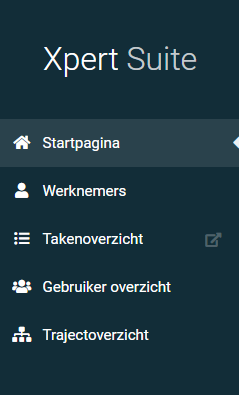 Xpert Suite
Startpagina
Werknemers
Takenoverzicht
Gebruiker overzicht
Trajectoverzicht